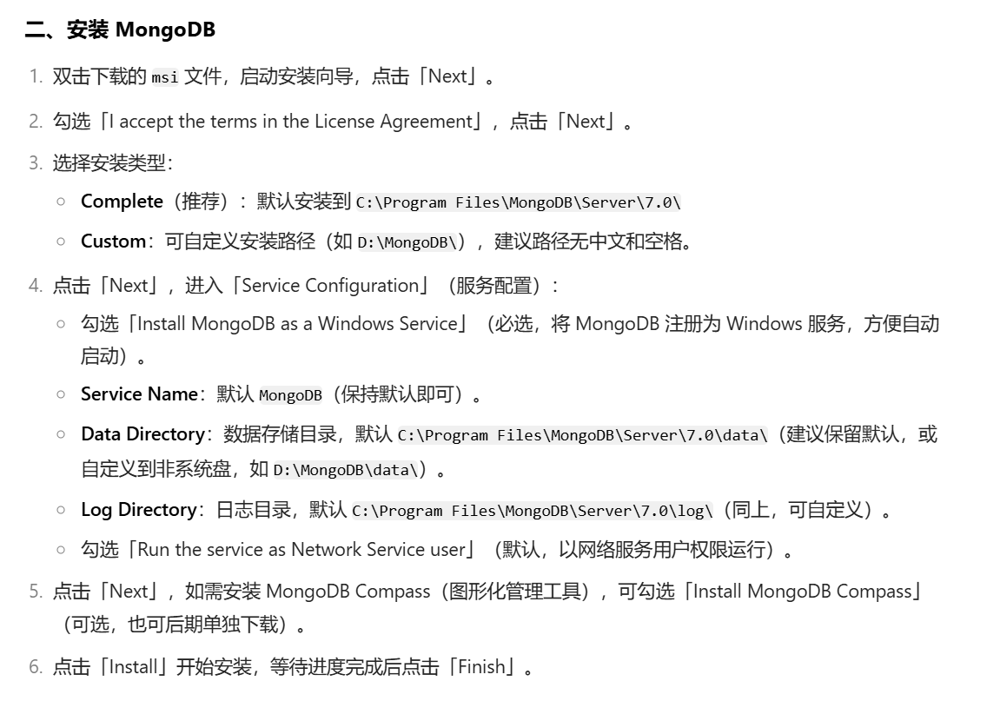 二、安装 MongoDB
1. 双击下载的 msi 文件，启动安装向导，点击「Next」。
2. 勾选「I accept the terms in the License Agreement」，点击「Next」。
3. 选择安装类型：
○ Complete（推荐）：默认安装到 C:\Program Files\MongoDB\Server\7.0\
○ Custom：可自定义安装路径（如 D:\MongoDB\），建议路径无中文和空格。
4. 点击「Next」，进入「Service Configuration」（服务配置）：
○ 勾选「Install MongoDB as a Windows Service」（必选，将 MongoDB 注册为 Windows 服务，方便自动
启动）。
○ Service Name：默认 MongoDB（保持默认即可）。
○ Data Directory：数据存储目录，默认 C:\Program Files\MongoDB\Server\7.0\data\（建议保留默认，或
自定义到非系统盘，如 D:\MongoDB\data\）。
○ Log Directory：日志目录，默认 C:\Program Files\MongoDB\Server\7.0\log\（同上，可自定义）。
○ 勾选「Run the service as Network Service user」（默认，以网络服务用户权限运行）。
5. 点击「Next」，如需安装 MongoDB Compass（图形化管理工具），可勾选「Install MongoDB Compass」
（可选，也可后期单独下载）。
6. 点击「Install」开始安装，等待进度完成后点击「Finish」。